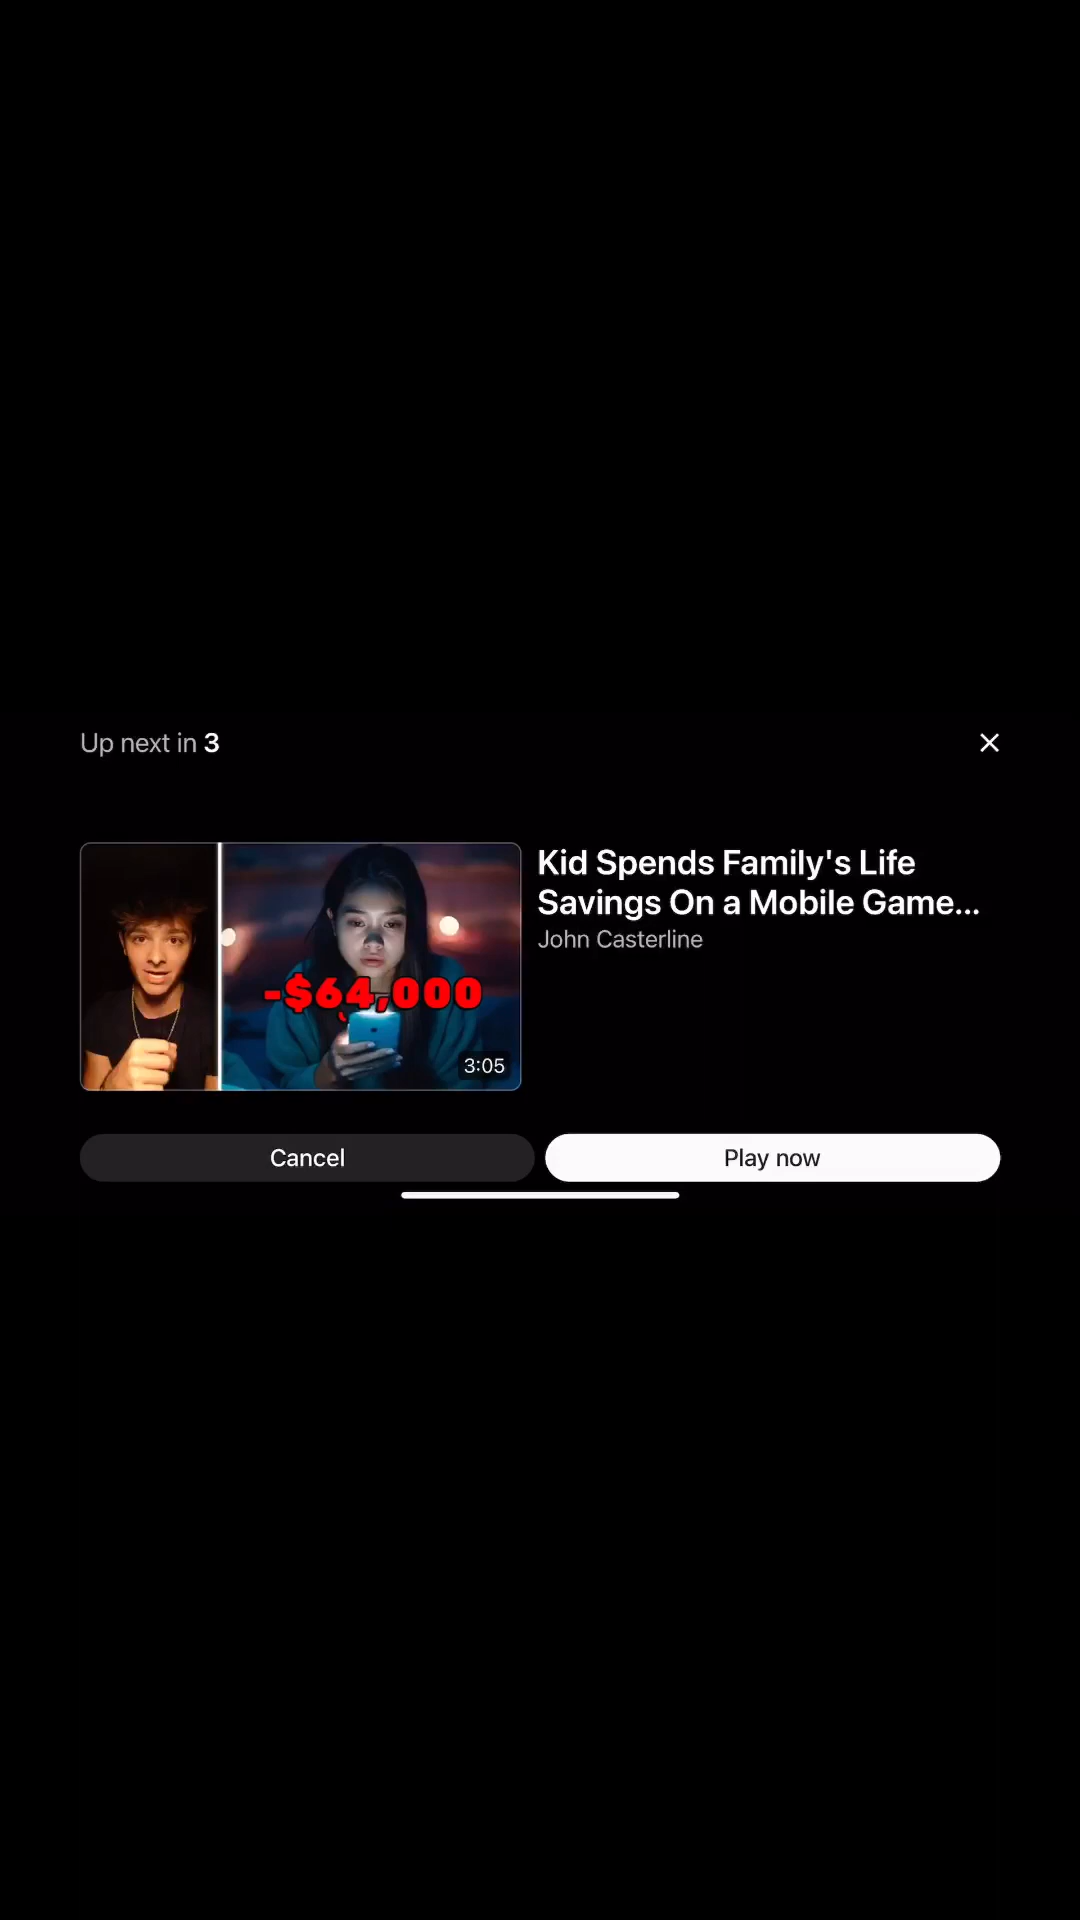 Up next in 3
Kid Spends Family's Life
Savings On a Mobile Game...
John Casterline
-$64,000
3:05
Cancel
Play now